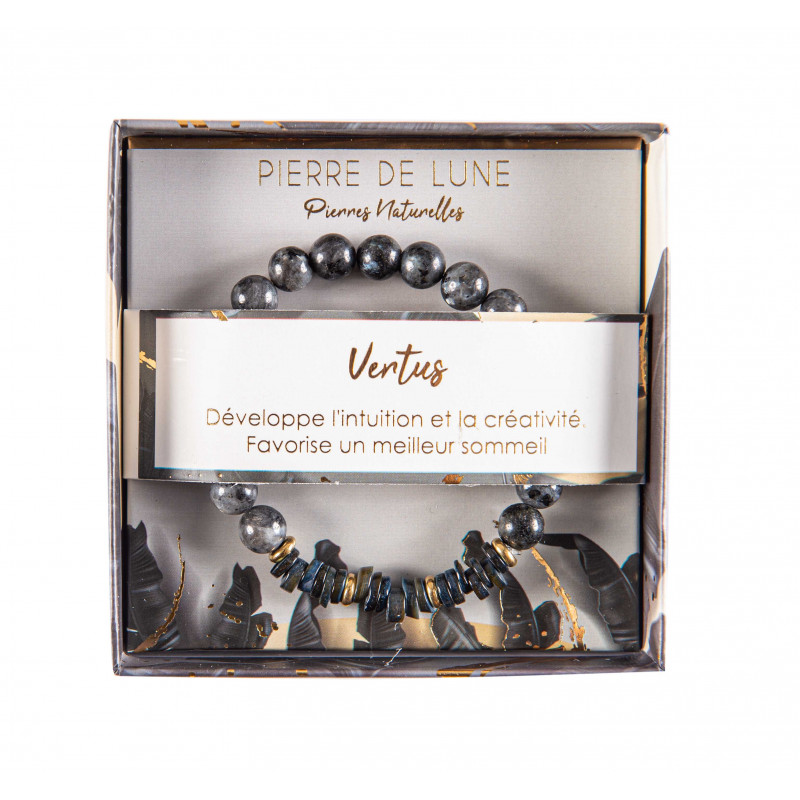 PIERRE DE LUNE
Pierres Naturelles
Vertus
Développe l'intuition et la créativité.
Favorise un meilleur sommeil